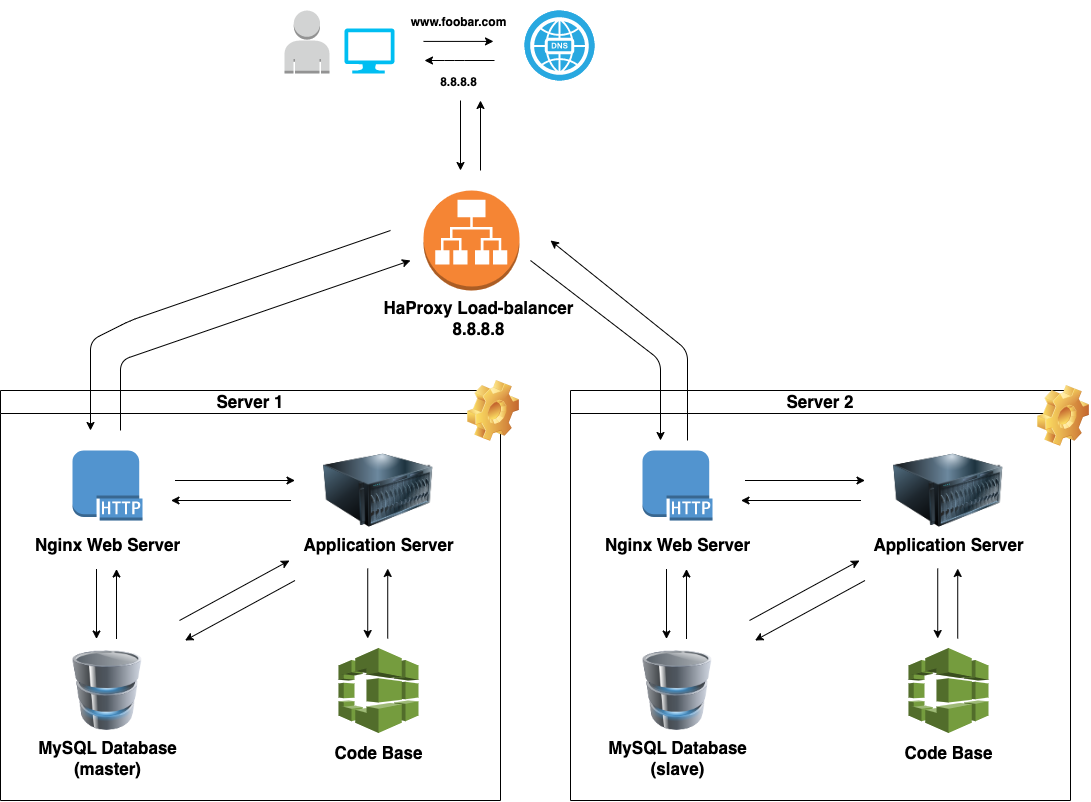 www.foobar.com
DNS
8.8.8.8
HaProxy Load-balancer
8.8.8.8
Server 1
HTTP
Nginx Web Server
Application Server
MySQL Database
(master)
Code Base
Server 2
HTTP
Nginx Web Server
Application Server
MySQL Database
(slave)
Code Base